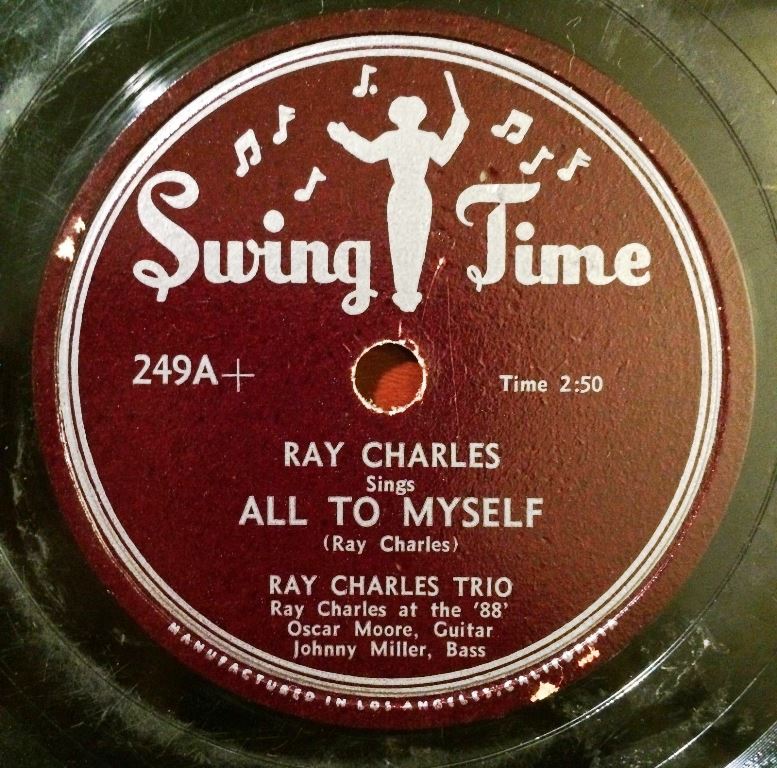 Swing Time
249A+
Time 2:50
RAY CHARLES
Sings
ALL TO MYSELF
(Ray Charles)
RAY CHARLES TRIO
Ray Charles at the '88'
Oscar Moore, Guitar
Johnny Miller, Bass
MANUFACTURED IN LOS ANGELES, CALIFORNIA